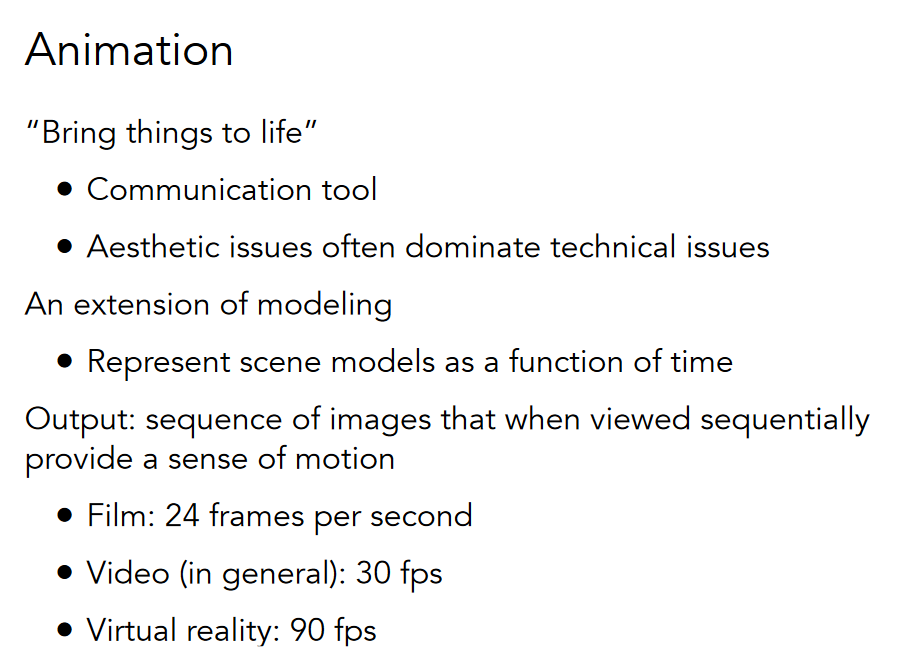 Animation
“Bring things to life”
• Communication tool
• Aesthetic issues often dominate technical issues
An extension of modeling
• Represent scene models as a function of time
Output: sequence of images that when viewed sequentially
provide a sense of motion
• Film: 24 frames per second
• Video (in general): 30 fps
• Virtual reality: 90 fps